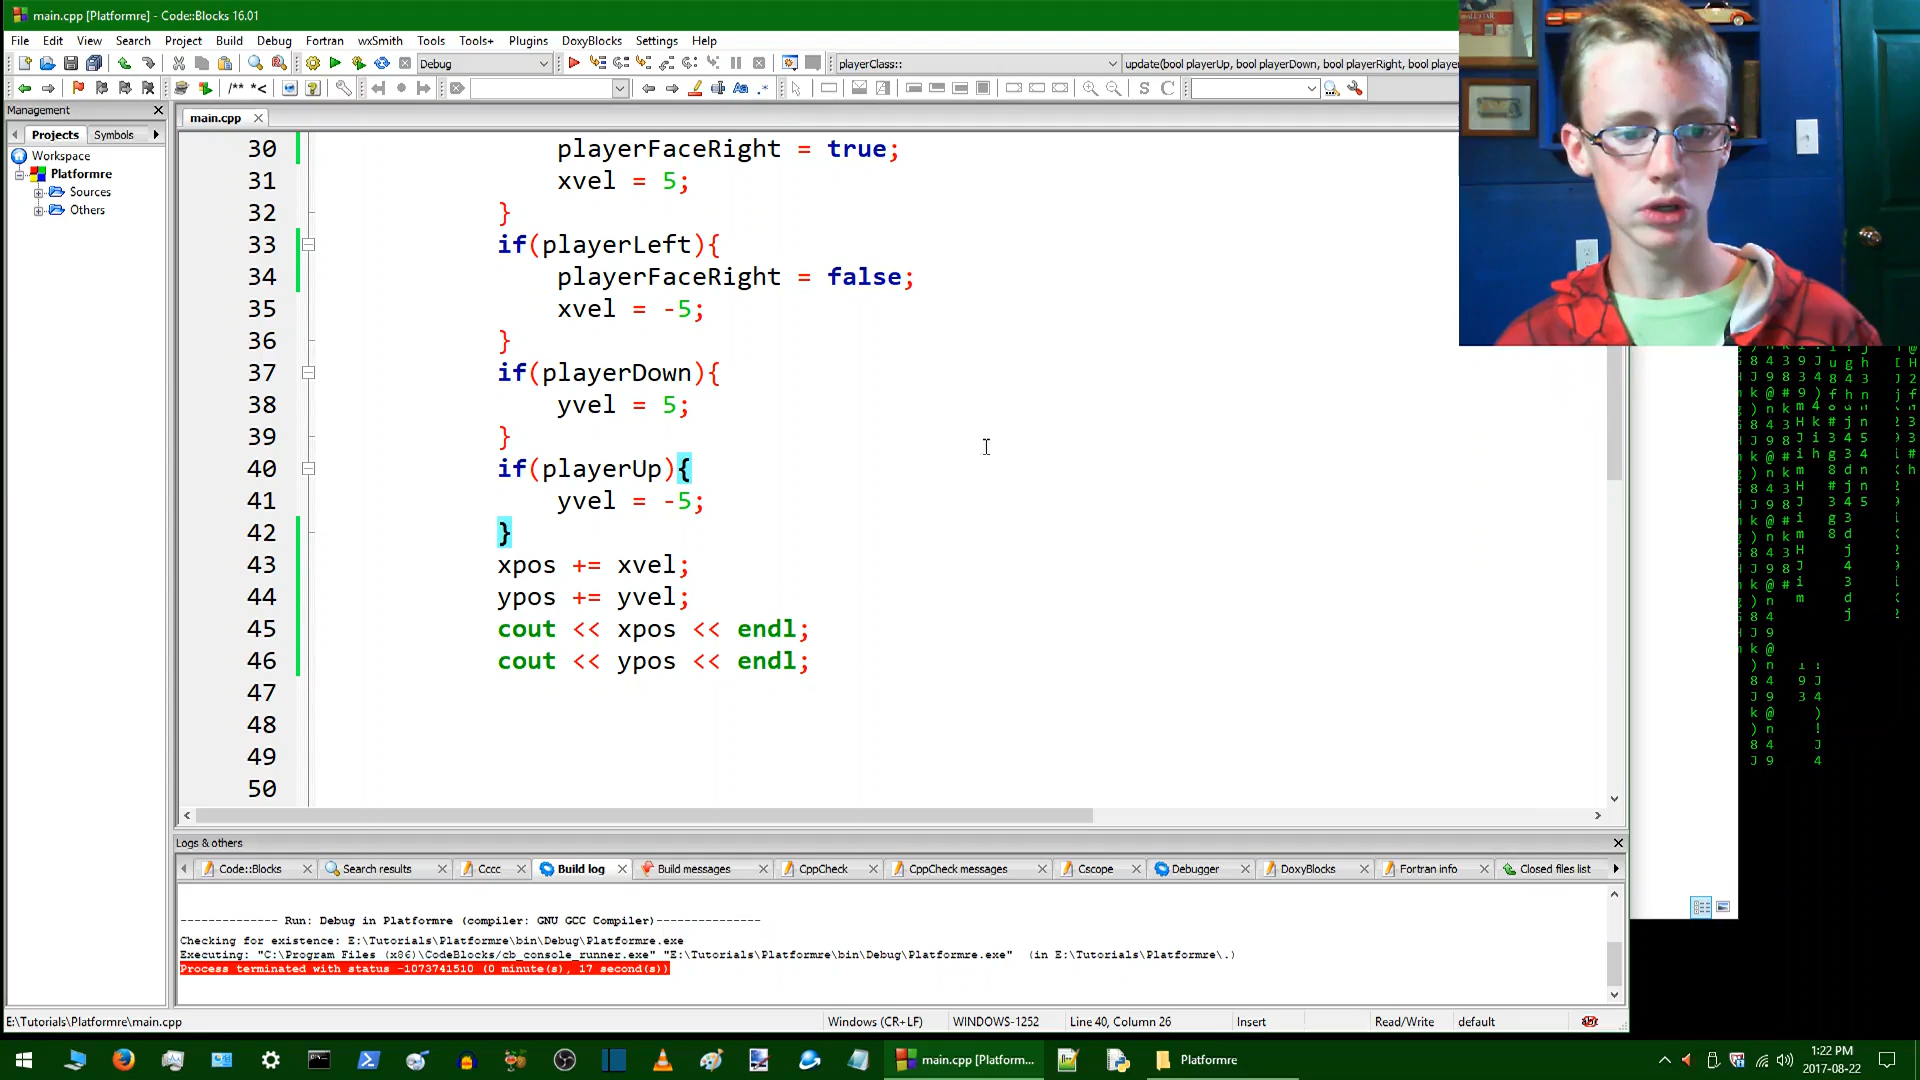 main.cpp [Platformre] - Code::Blocks 16.01
File Edit View Search Project Build Debug Fortran wxSmith Tools Tools+ Plugins DoxyBlocks Settings Help
Debug
playerClass::
update(bool playerUp, bool playerDown, bool playerRight, bool playe
/** *<
S C
Management
main.cpp
Projects Symbols
Workspace
Platformre
Sources
Others
30 playerFaceRight = true;
31 xvel = 5;
32 }
33 if(playerLeft){
34 playerFaceRight = false;
35 xvel = -5;
36 }
37 if(playerDown){
38 yvel = 5;
39 }
40 if(playerUp){
41 yvel = -5;
42 }
43 xpos += xvel;
44 ypos += yvel;
45 cout << xpos << endl;
46 cout << ypos << endl;
47
48
49
50
Logs & others
Code::Blocks Search results Cccc Build log Build messages CppCheck CppCheck messages Cscope Debugger DoxyBlocks Fortran info Closed files list
-------------- Run: Debug in Platformre (compiler: GNU GCC Compiler)---------------
Checking for existence: E:\Tutorials\Platformre\bin\Debug\Platformre.exe
Executing: "C:\Program Files (x86)\CodeBlocks/cb_console_runner.exe" "E:\Tutorials\Platformre\bin\Debug\Platformre.exe" (in E:\Tutorials\Platformre\.)
Process terminated with status -1073741510 (0 minute(s), 17 second(s))
E:\Tutorials\Platformre\main.cpp Windows (CR+LF) WINDOWS-1252 Line 40, Column 26 Insert Read/Write default
main.cpp [Platform...
Platformre
1:22 PM
2017-08-22